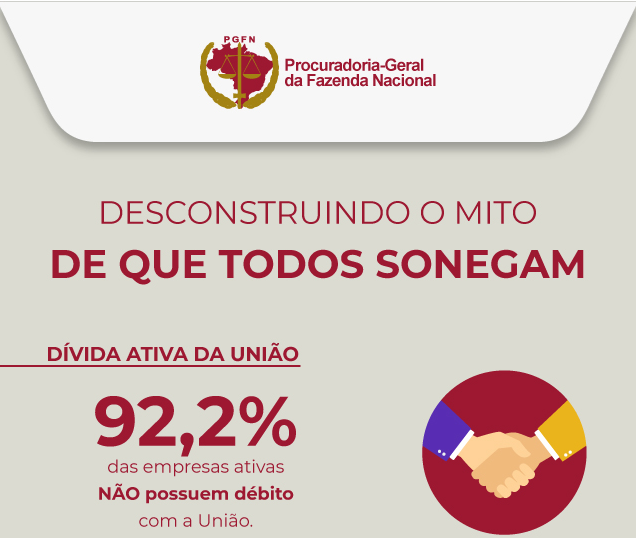 PGFN
Procuradoria-Geral
da Fazenda Nacional
DESCONSTRUINDO O MITO
DE QUE TODOS SONEGAM
DÍVIDA ATIVA DA UNIÃO
92,2%
das empresas ativas
NÃO possuem débito
com a União.